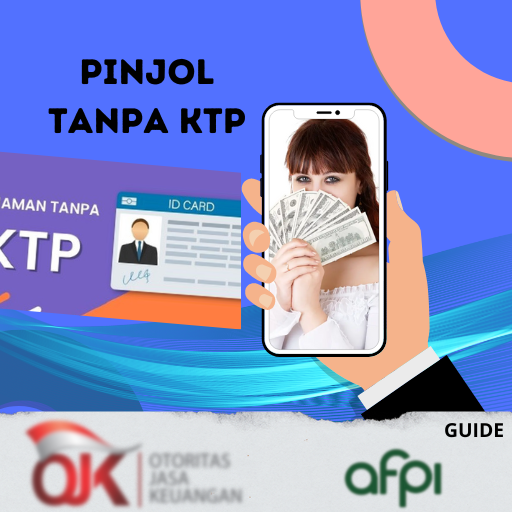 PINJOL
TANPA KTP
AMAN TANPA
KTP
ID CARD
GUIDE
OJK
OTORITAS
JASA
KEUANGAN
afpi